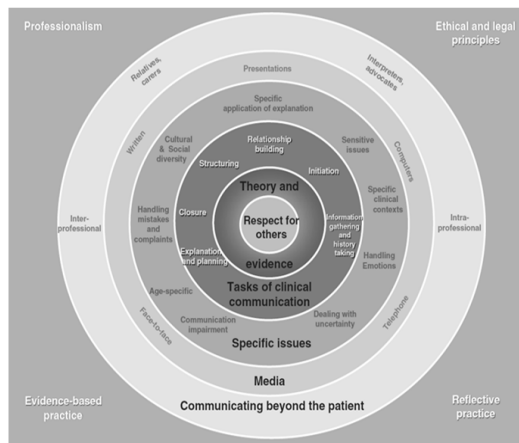 Professionalism
Ethical and legal
principles
Relatives,
carers
Interpreters,
advocates
Presentations
Written
Computers
Specific
application of explanation
Cultural
& Social
diversity
Sensitive
issues
Relationship
building
Structuring
Initiation
Theory and
Specific
clinical
contexts
Handling
mistakes
and
complaints
Closure
Respect for
others
Information
gathering and
history
taking
Inter-
professional
Intra-
professional
Explanation
and planning
evidence
Handling
Emotions
Tasks of clinical
communication
Age-specific
Communication
impairment
Dealing with
uncertainty
Face-to-face
Telephone
Specific issues
Media
Communicating beyond the patient
Evidence-based
practice
Reflective
practice